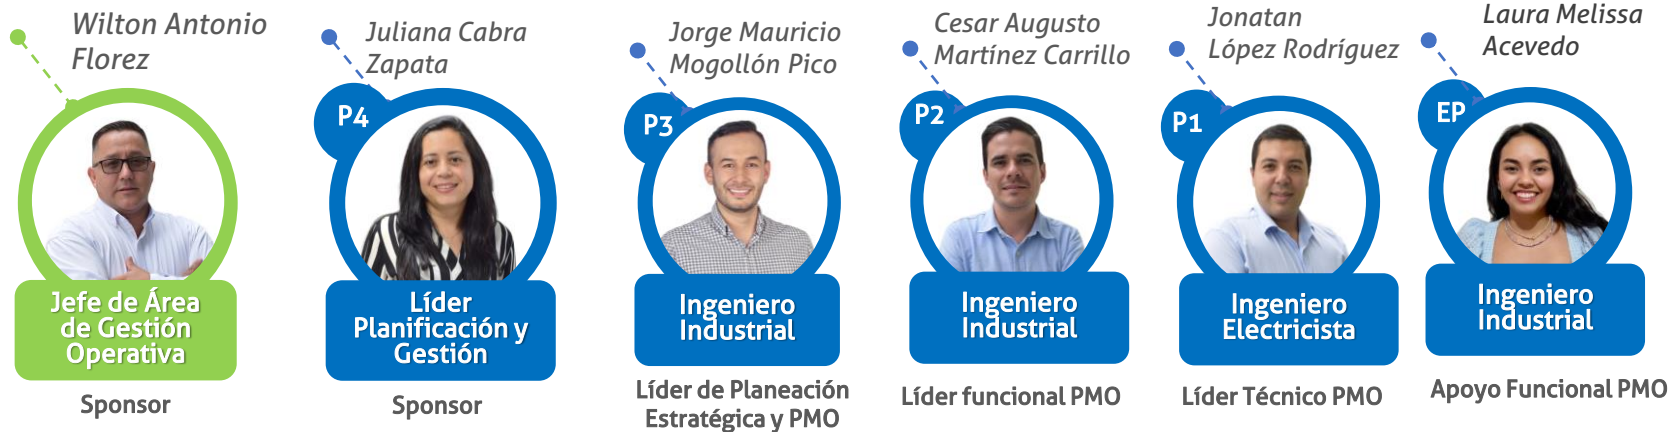 Wilton Antonio
Florez
Jefe de Área
de Gestión
Operativa
Sponsor
Juliana Cabra
Zapata
P4
Líder
Planificación y
Gestión
Sponsor
Jorge Mauricio
Mogollón Pico
P3
Ingeniero
Industrial
Líder de Planeación
Estratégica y PMO
Cesar Augusto
Martínez Carrillo
P2
Ingeniero
Industrial
Líder funcional PMO
Jonatan
López Rodríguez
P1
Ingeniero
Electricista
Líder Técnico PMO
Laura Melissa
Acevedo
EP
Ingeniero
Industrial
Apoyo Funcional PMO